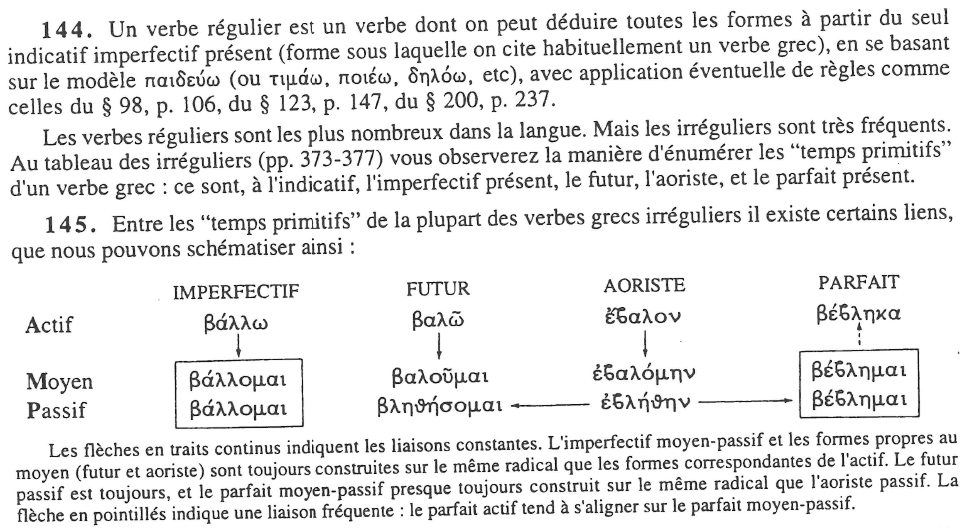 144. Un verbe régulier est un verbe dont on peut déduire toutes les formes à partir du seul
indicatif imperfectif présent (forme sous laquelle on cite habituellement un verbe grec), en se basant
sur le modèle παιδεύω (ou τιμάω, ποιέω, δηλόω, etc), avec application éventuelle de règles comme
celles du § 98, p. 106, du § 123, p. 147, du § 200, p. 237.
Les verbes réguliers sont les plus nombreux dans la langue. Mais les irréguliers sont très fréquents.
Au tableau des irréguliers (pp. 373-377) vous observerez la manière d'énumérer les “temps primitifs”
d'un verbe grec : ce sont, à l'indicatif, l'imperfectif présent, le futur, l'aoriste, et le parfait présent.
145. Entre les “temps primitifs” de la plupart des verbes grecs irréguliers il existe certains liens,
que nous pouvons schématiser ainsi :
IMPERFECTIF FUTUR AORISTE PARFAIT
Actif βάλλω βαλῶ ἔϐαλον βέϐληκα
Moyen βάλλομαι βαλοῦμαι ἐϐαλόμην βέϐλημαι
Passif βάλλομαι βληθήσομαι ἐϐλήθην βέϐλημαι
Les flèches en traits continus indiquent les liaisons constantes. L'imperfectif moyen-passif et les formes propres au
moyen (futur et aoriste) sont toujours construites sur le même radical que les formes correspondantes de l'actif. Le futur
passif est toujours, et le parfait moyen-passif presque toujours construit sur le même radical que l'aoriste passif. La
flèche en pointillés indique une liaison fréquente : le parfait actif tend à s'aligner sur le parfait moyen-passif.